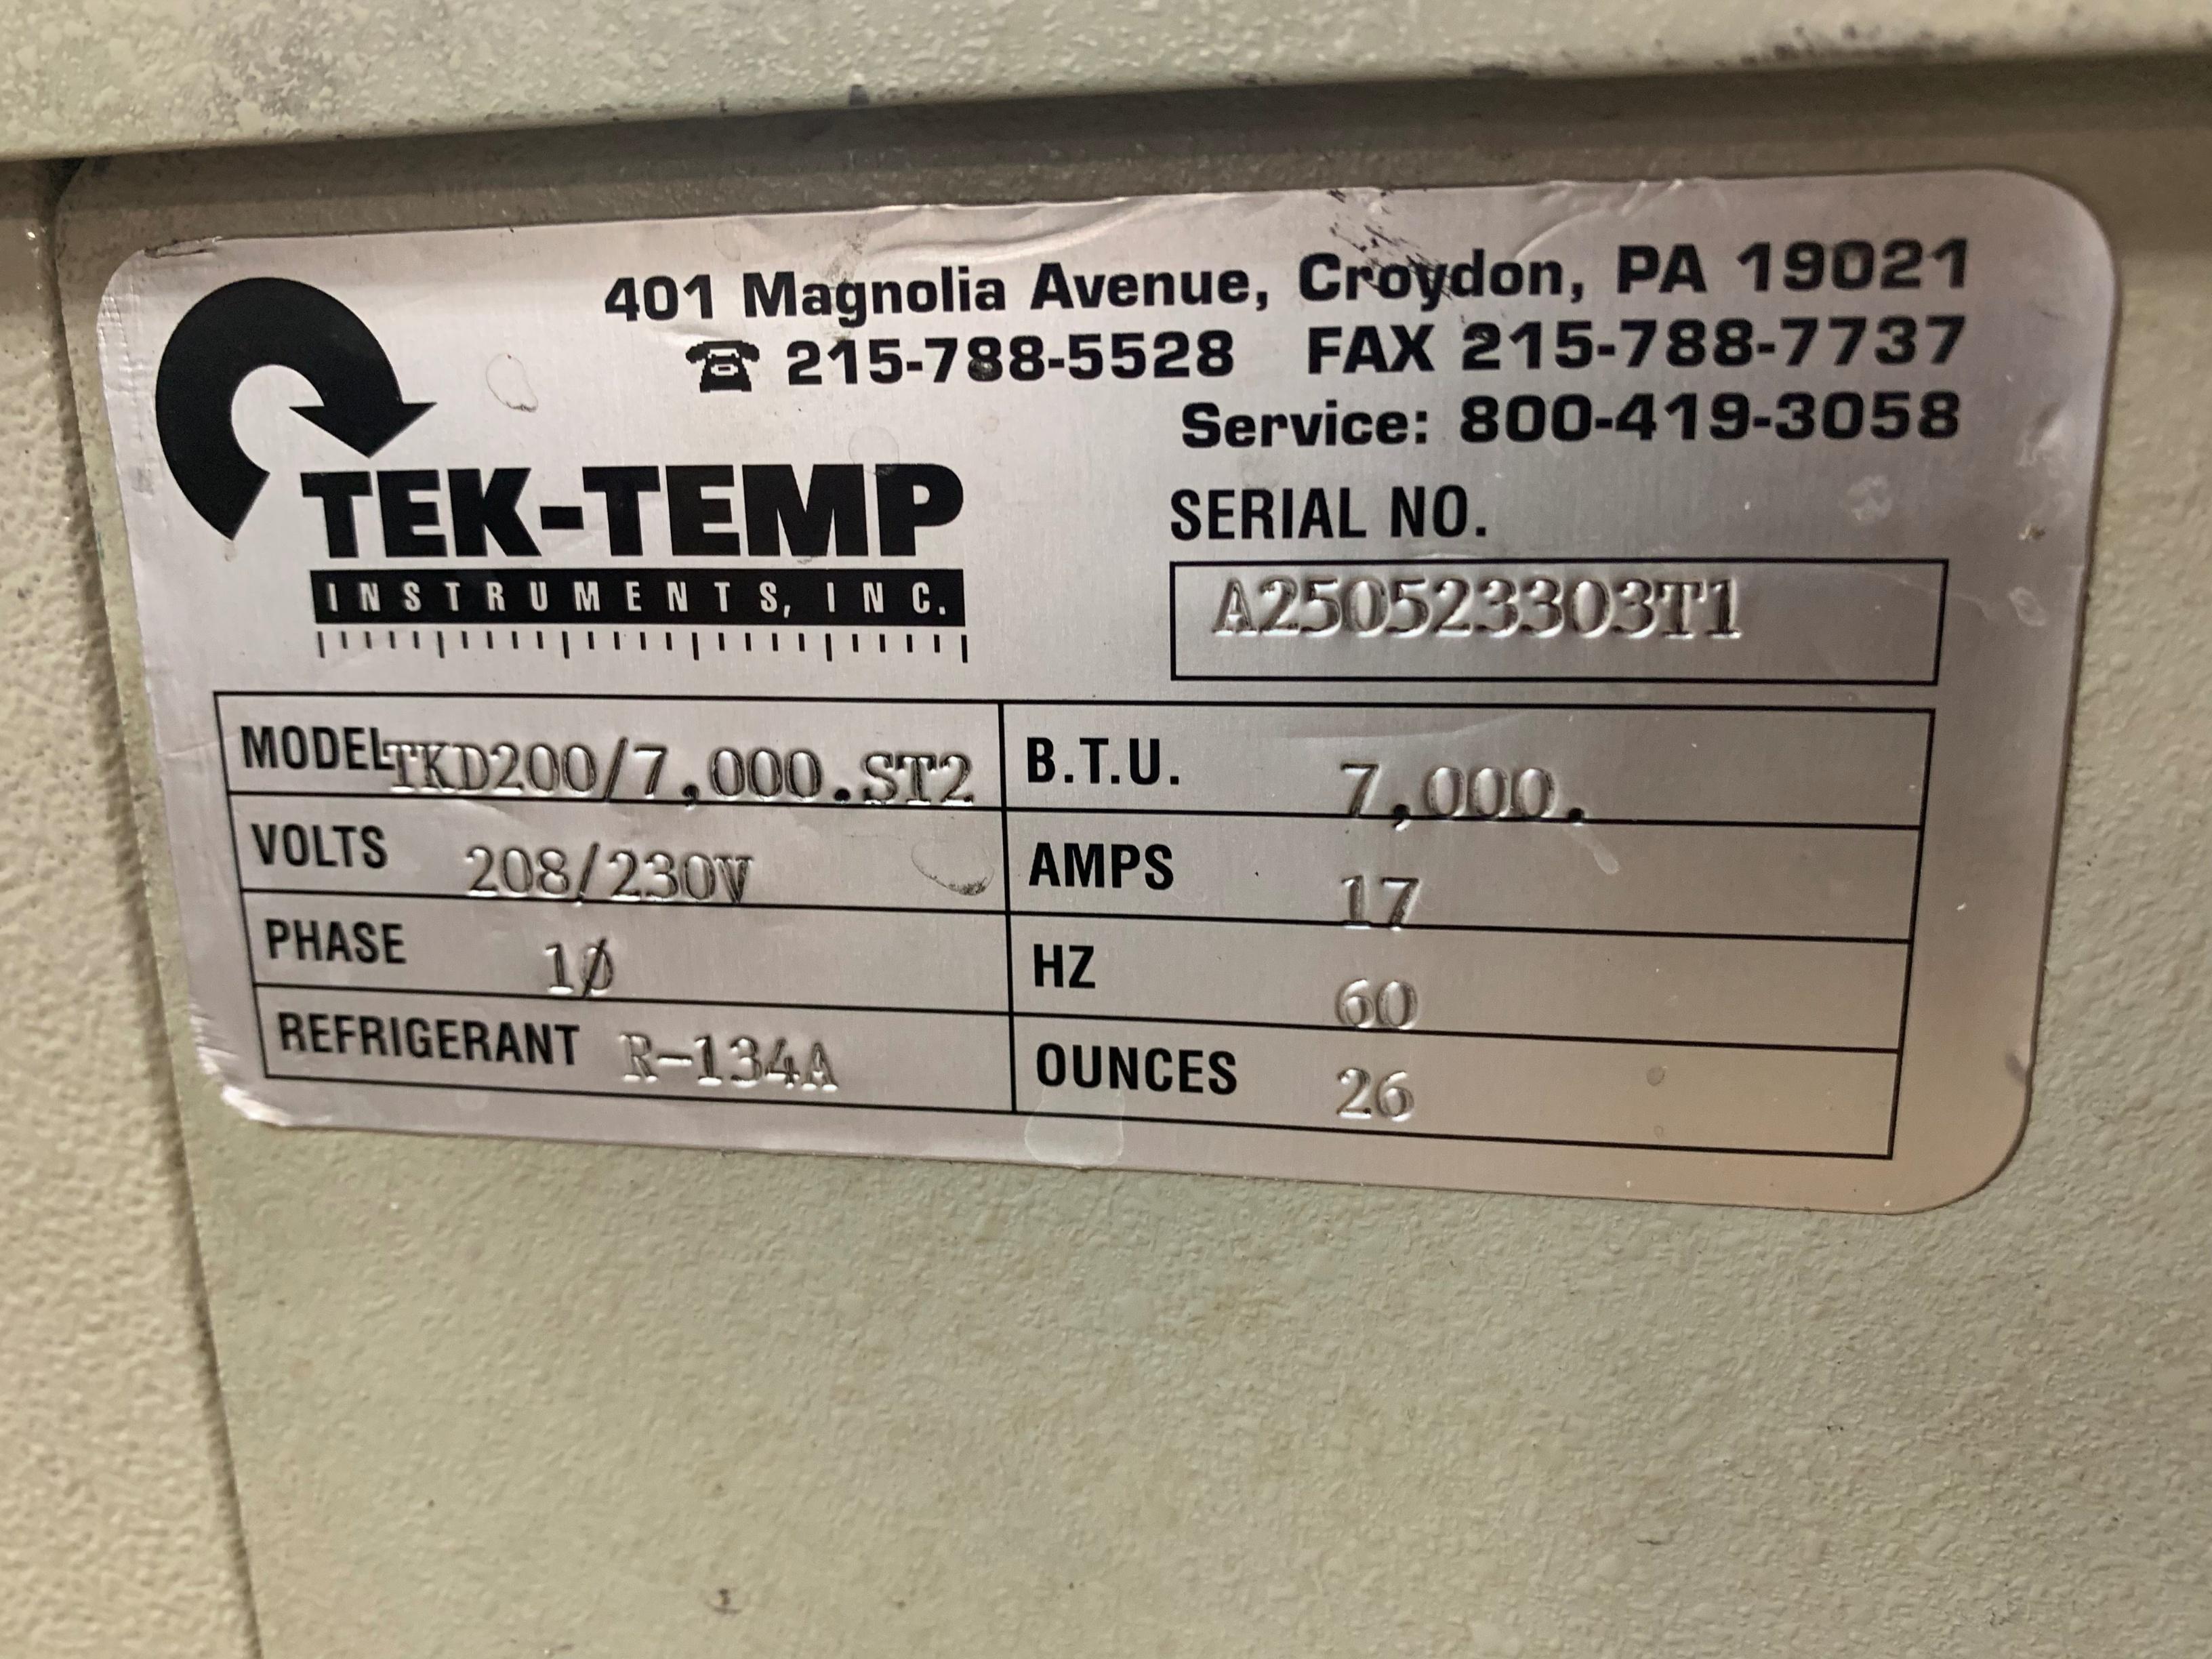 401 Magnolia Avenue, Croydon, PA 19021
☎ 215-788-5528 FAX 215-788-7737
Service: 800-419-3058
TEK-TEMP
INSTRUMENTS, INC.
SERIAL NO.
A250523303T1
MODEL TKD200/7,000.ST2
B.T.U. 7,000.
VOLTS 208/230V
AMPS 17
PHASE 1Ø
HZ 60
REFRIGERANT R-134A
OUNCES 26